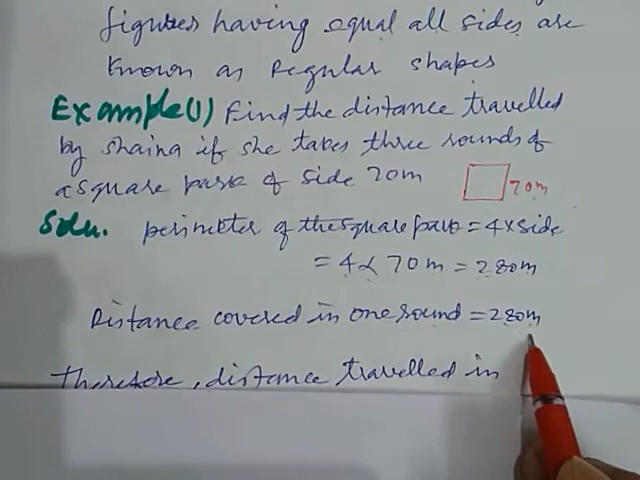 figures having equal all sides are
known as Regular shapes
Example(1) Find the distance travelled
by shaina if she takes three rounds of
a square park of side 70m
70m
Soln. perimeter of the square park = 4 x side
= 4 x 70 m = 280m
Distance covered in one round = 280m
Therefore, distance travelled in